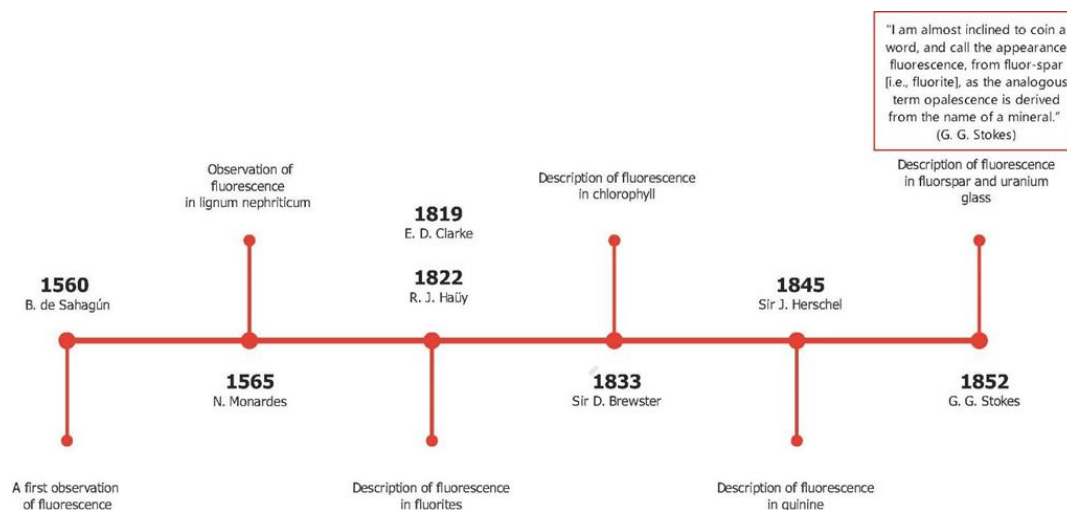 "I am almost inclined to coin a
word, and call the appearance
fluorescence, from fluor-spar
[i.e., fluorite], as the analogous
term opalescence is derived
from the name of a mineral."
(G. G. Stokes)
Observation of
fluorescence
in lignum nephriticum
Description of fluorescence
in chlorophyll
Description of fluorescence
in fluorspar and uranium
glass
1819
E. D. Clarke
1560
B. de Sahagún
1822
R. J. Haüy
1845
Sir J. Herschel
1565
N. Monardes
1833
Sir D. Brewster
1852
G. G. Stokes
A first observation
of fluorescence
Description of fluorescence
in fluorites
Description of fluorescence
in quinine